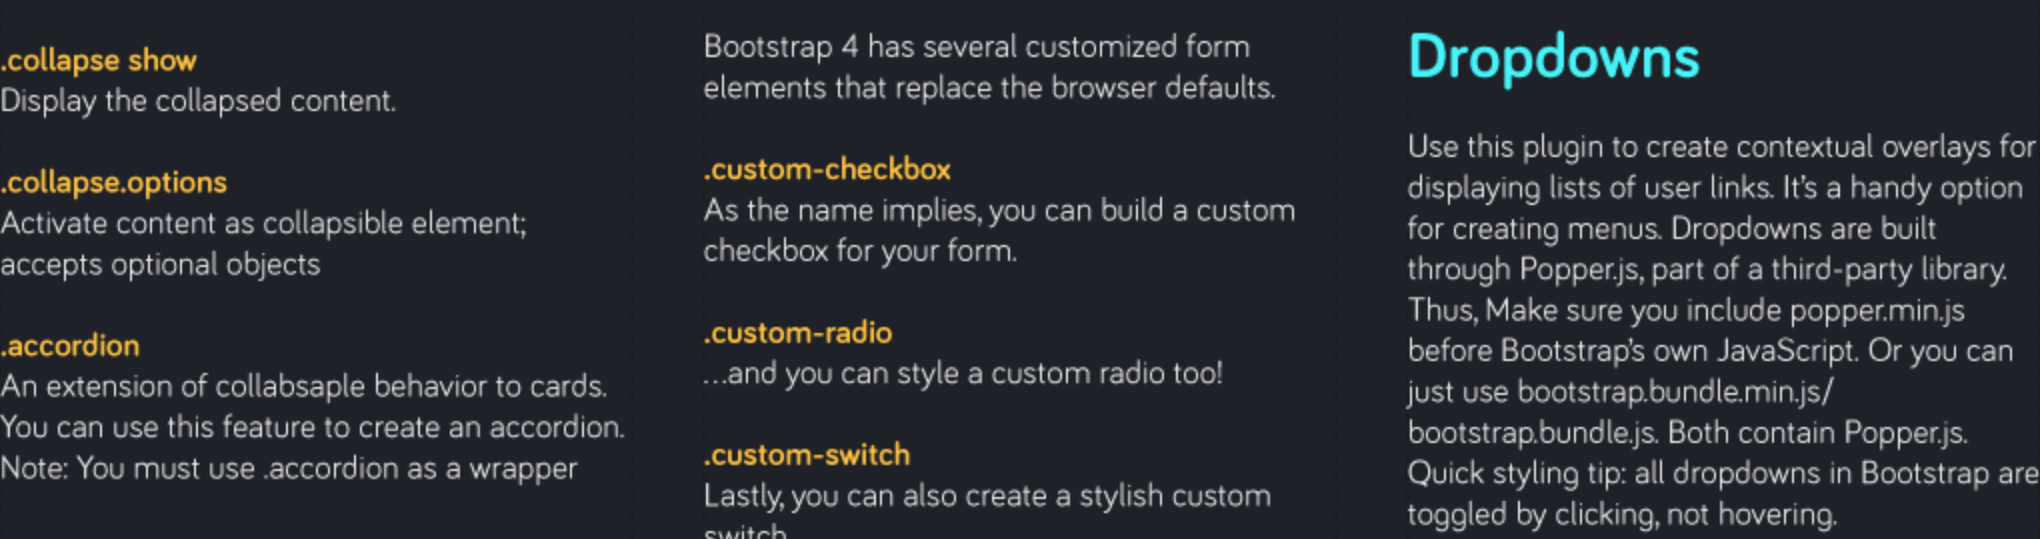 .collapse show
Display the collapsed content.
.collapse.options
Activate content as collapsible element;
accepts optional objects
.accordion
An extension of collabsaple behavior to cards.
You can use this feature to create an accordion.
Note: You must use .accordion as a wrapper
Bootstrap 4 has several customized form
elements that replace the browser defaults.
.custom-checkbox
As the name implies, you can build a custom
checkbox for your form.
.custom-radio
...and you can style a custom radio too!
.custom-switch
Lastly, you can also create a stylish custom
switch
Dropdowns
Use this plugin to create contextual overlays for
displaying lists of user links. It's a handy option
for creating menus. Dropdowns are built
through Popper.js, part of a third-party library.
Thus, Make sure you include popper.min.js
before Bootstrap's own JavaScript. Or you can
just use bootstrap.bundle.min.js/
bootstrap.bundle.js. Both contain Popper.js.
Quick styling tip: all dropdowns in Bootstrap are
toggled by clicking, not hovering.